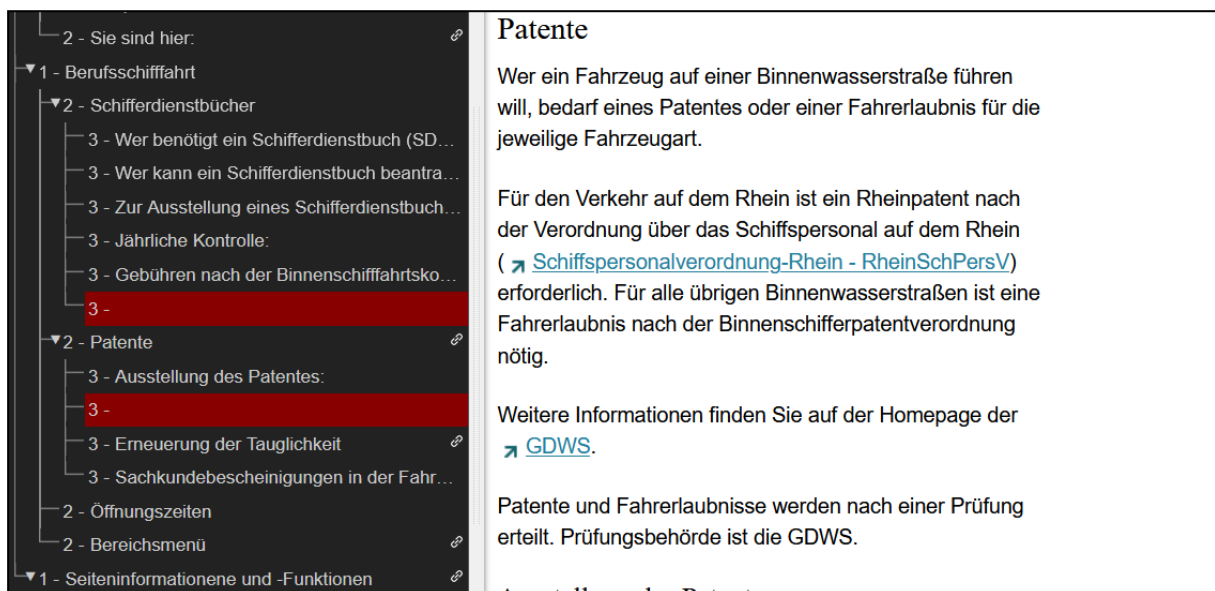 2 - Sie sind hier:
1 - Berufsschifffahrt
2 - Schifferdienstbücher
3 - Wer benötigt ein Schifferdienstbuch (SD...
3 - Wer kann ein Schifferdienstbuch beantra...
3 - Zur Ausstellung eines Schifferdienstbuch...
3 - Jährliche Kontrolle:
3 - Gebühren nach der Binnenschifffahrtsko...
3 -
2 - Patente
3 - Ausstellung des Patentes:
3 -
3 - Erneuerung der Tauglichkeit
3 - Sachkundebescheinigungen in der Fahr...
2 - Öffnungszeiten
2 - Bereichsmenü
1 - Seiteninformationene und -Funktionen
Patente
Wer ein Fahrzeug auf einer Binnenwasserstraße führen
will, bedarf eines Patentes oder einer Fahrerlaubnis für die
jeweilige Fahrzeugart.
Für den Verkehr auf dem Rhein ist ein Rheinpatent nach
der Verordnung über das Schiffspersonal auf dem Rhein
( Schiffspersonalverordnung-Rhein - RheinSchPersV)
erforderlich. Für alle übrigen Binnenwasserstraßen ist eine
Fahrerlaubnis nach der Binnenschifferpatentverordnung
nötig.
Weitere Informationen finden Sie auf der Homepage der
GDWS.
Patente und Fahrerlaubnisse werden nach einer Prüfung
erteilt. Prüfungsbehörde ist die GDWS.